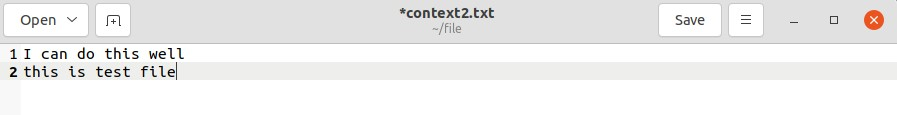 Open
*context2.txt
~/file
Save
1 I can do this well
2 this is test file